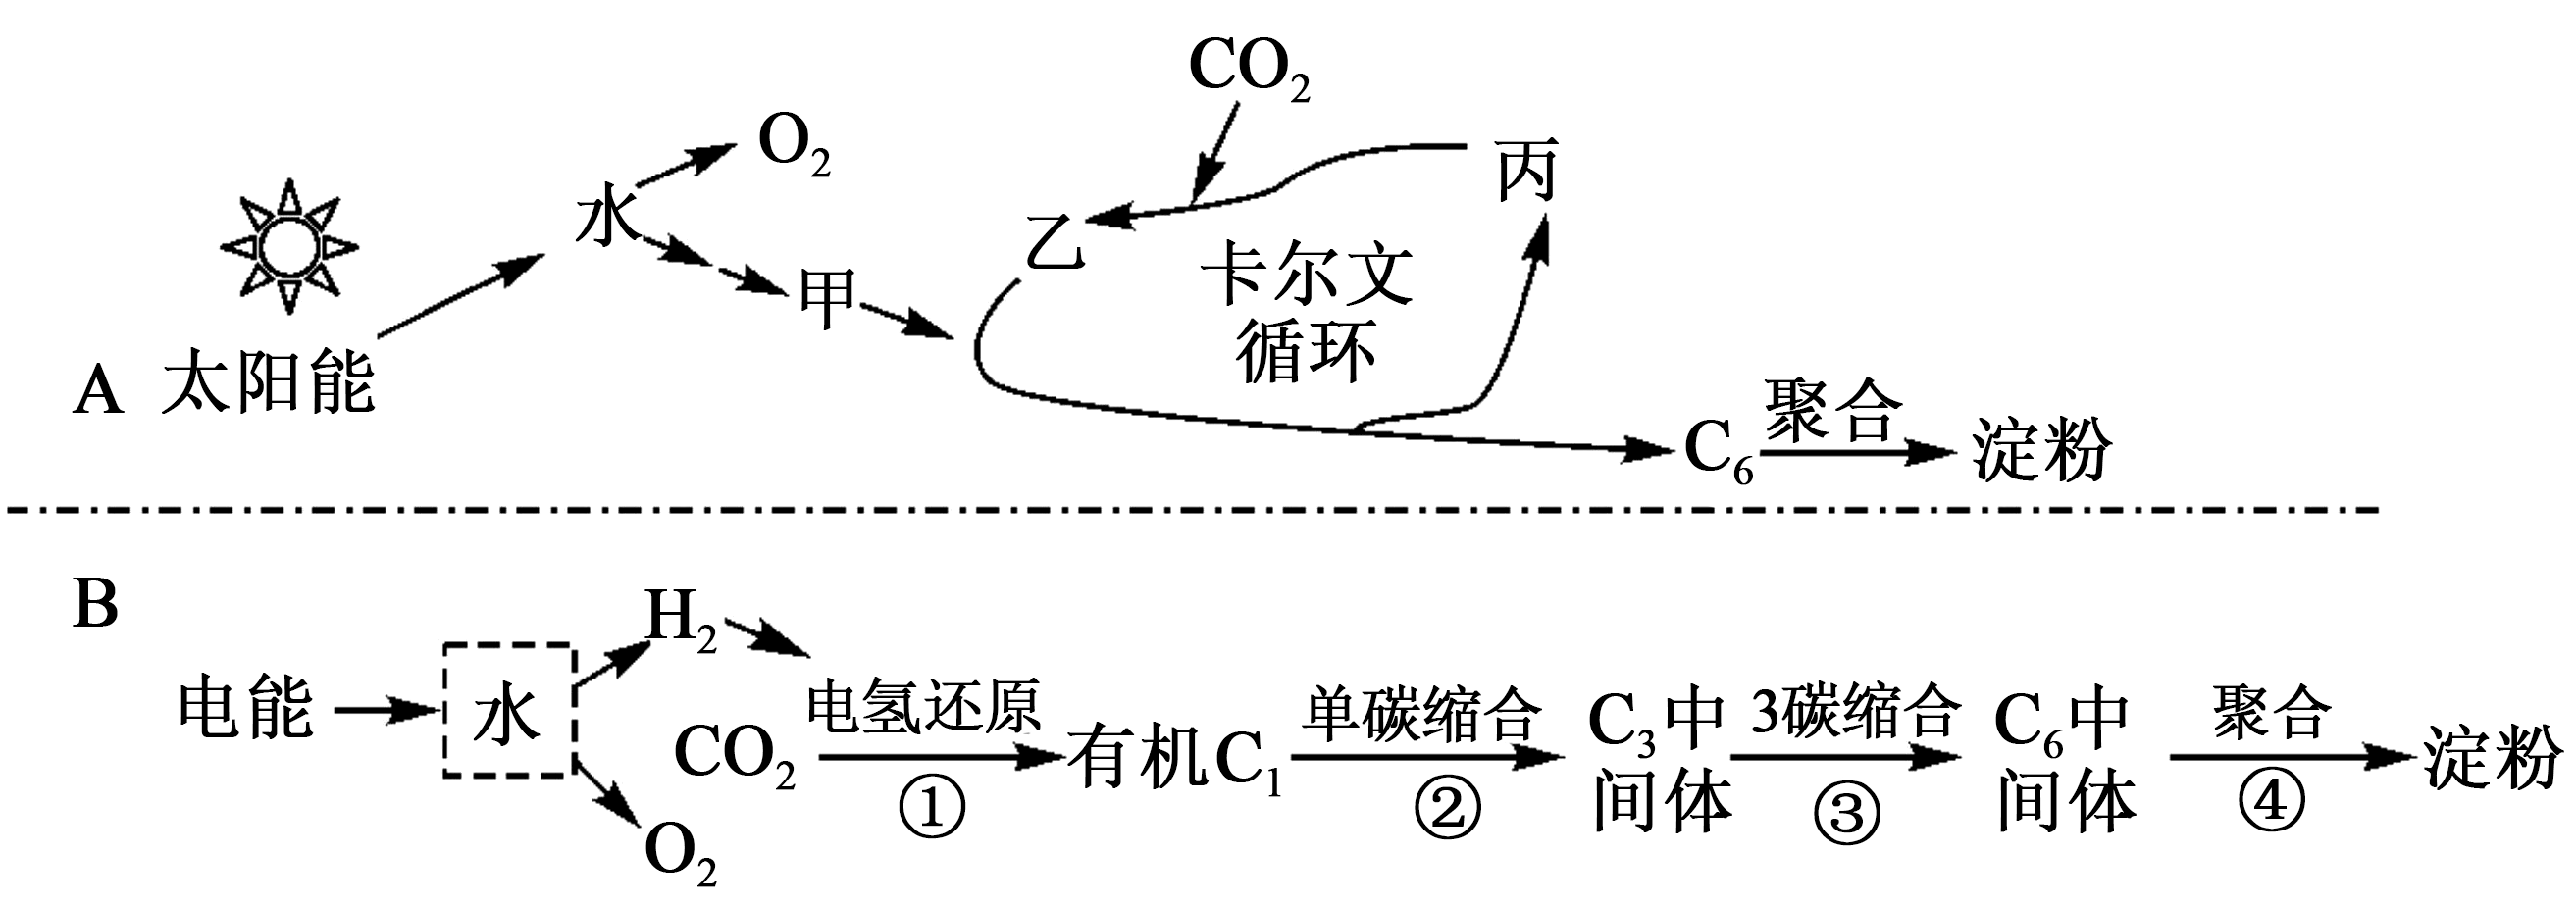 CO₂
O₂
丙
水
乙
甲
卡尔文
循环
A 太阳能
C₆ 聚合 淀粉
B
H₂
电能 水
电氢还原 单碳缩合 C₃中 3碳缩合 C₆中 聚合
CO₂ 有机C₁ 间体 间体 淀粉
① ② ③ ④
O₂